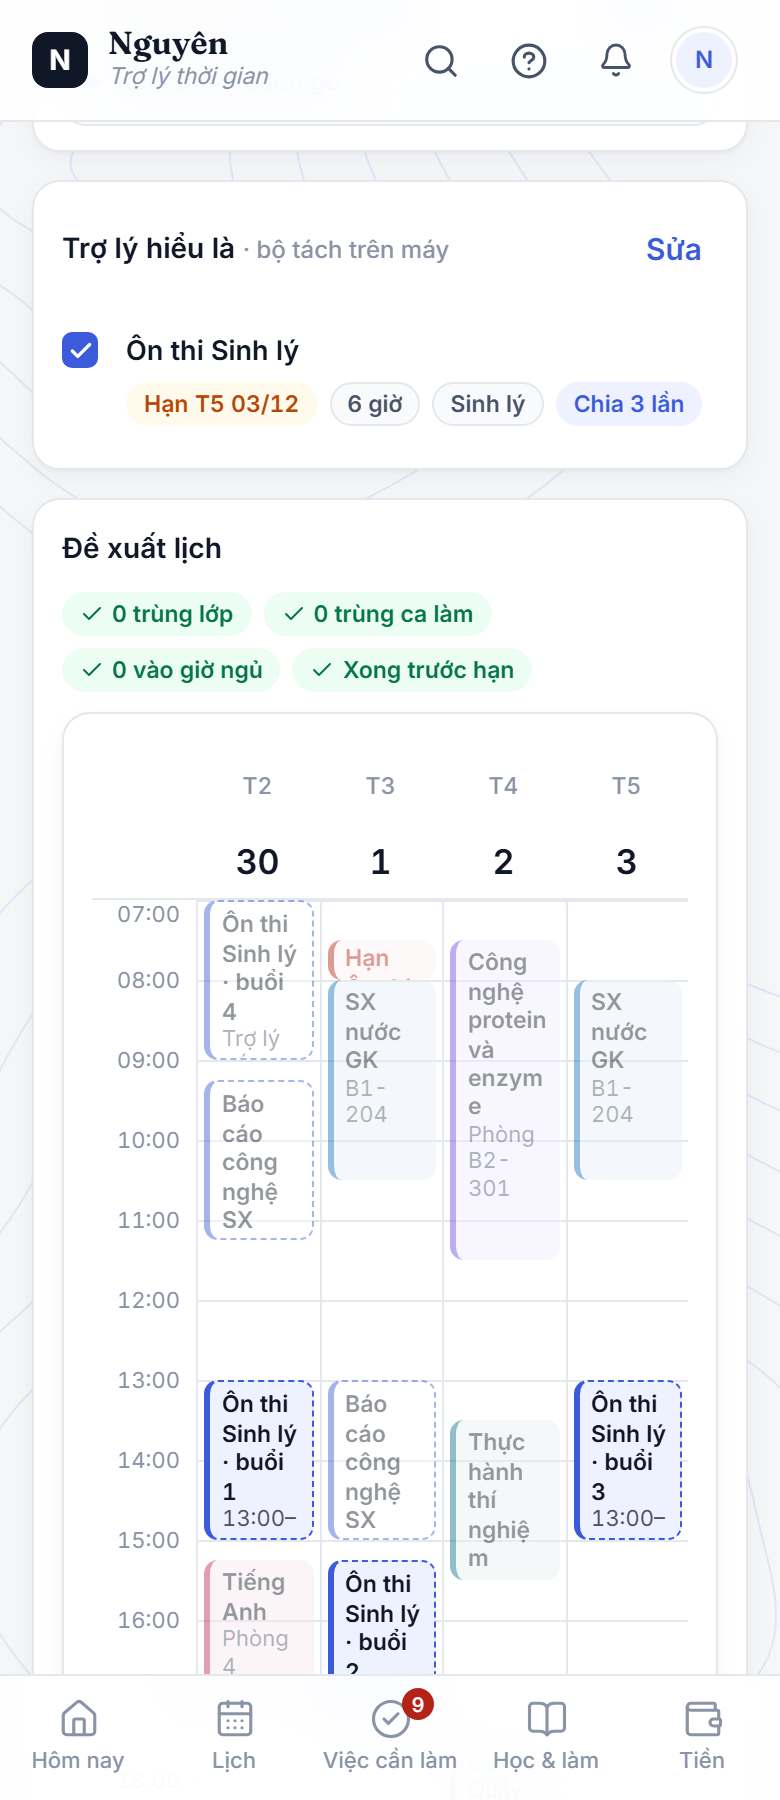 N
Nguyên
Trợ lý thời gian
N
Trợ lý hiểu là · bộ tách trên máy
Sửa
Ôn thi Sinh lý
Hạn T5 03/12
6 giờ
Sinh lý
Chia 3 lần
Đề xuất lịch
0 trùng lớp
0 trùng ca làm
0 vào giờ ngủ
Xong trước hạn
T2
T3
T4
T5
30
1
2
3
07:00
08:00
09:00
10:00
11:00
12:00
13:00
14:00
15:00
16:00
Ôn thi
Sinh lý
· buổi
4
Trợ lý
Báo
cáo
công
nghệ
SX
Ôn thi
Sinh lý
· buổi
1
13:00–
Tiếng
Anh
Phòng
4
Hạn
SX
nước
GK
B1-
204
Báo
cáo
công
nghệ
SX
Ôn thi
Sinh lý
· buổi
2
Công
nghệ
protein
và
enzym
e
Phòng
B2-
301
Thực
hành
thí
nghiệ
m
SX
nước
GK
B1-
204
Ôn thi
Sinh lý
· buổi
3
13:00–
9
Hôm nay
Lịch
Việc cần làm
Học & làm
Tiền